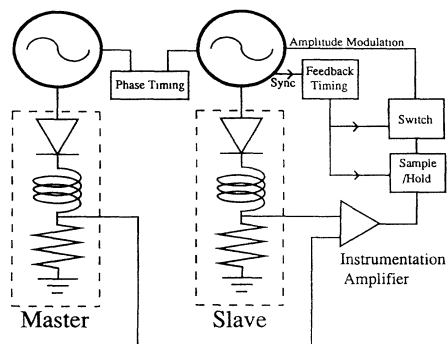 Amplitude Modulation
Phase Timing
Sync
Feedback
Timing
Switch
Sample
/Hold
Instrumentation
Amplifier
Master
Slave